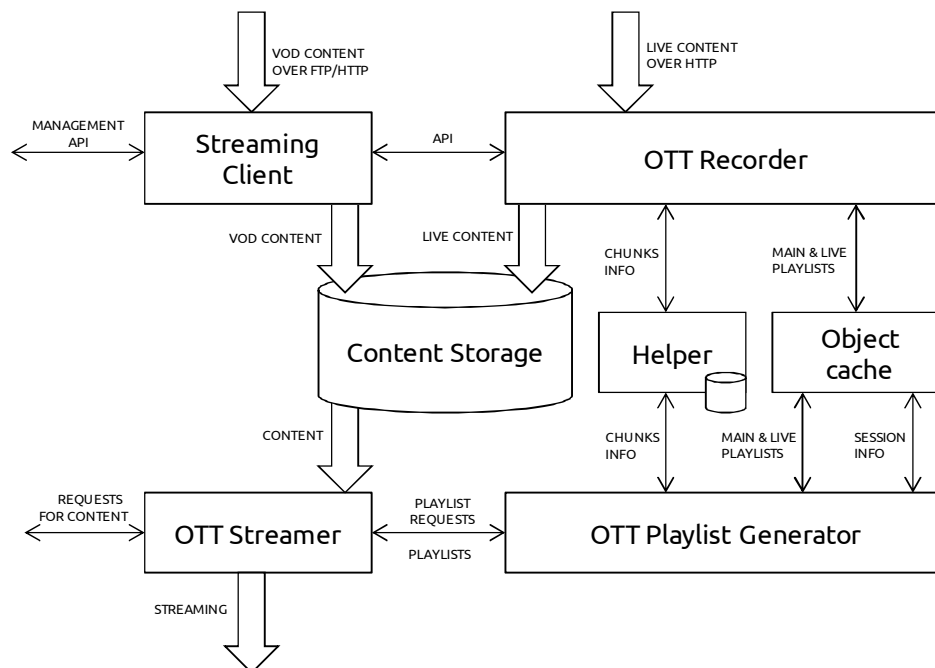 VOD CONTENT
OVER FTP/HTTP
LIVE CONTENT
OVER HTTP
MANAGEMENT
API
Streaming
Client
API
OTT Recorder
VOD CONTENT
LIVE CONTENT
CHUNKS
INFO
MAIN & LIVE
PLAYLISTS
Content Storage
Helper
Object
cache
CONTENT
CHUNKS
INFO
MAIN & LIVE
PLAYLISTS
SESSION
INFO
REQUESTS
FOR CONTENT
OTT Streamer
PLAYLIST
REQUESTS
PLAYLISTS
OTT Playlist Generator
STREAMING